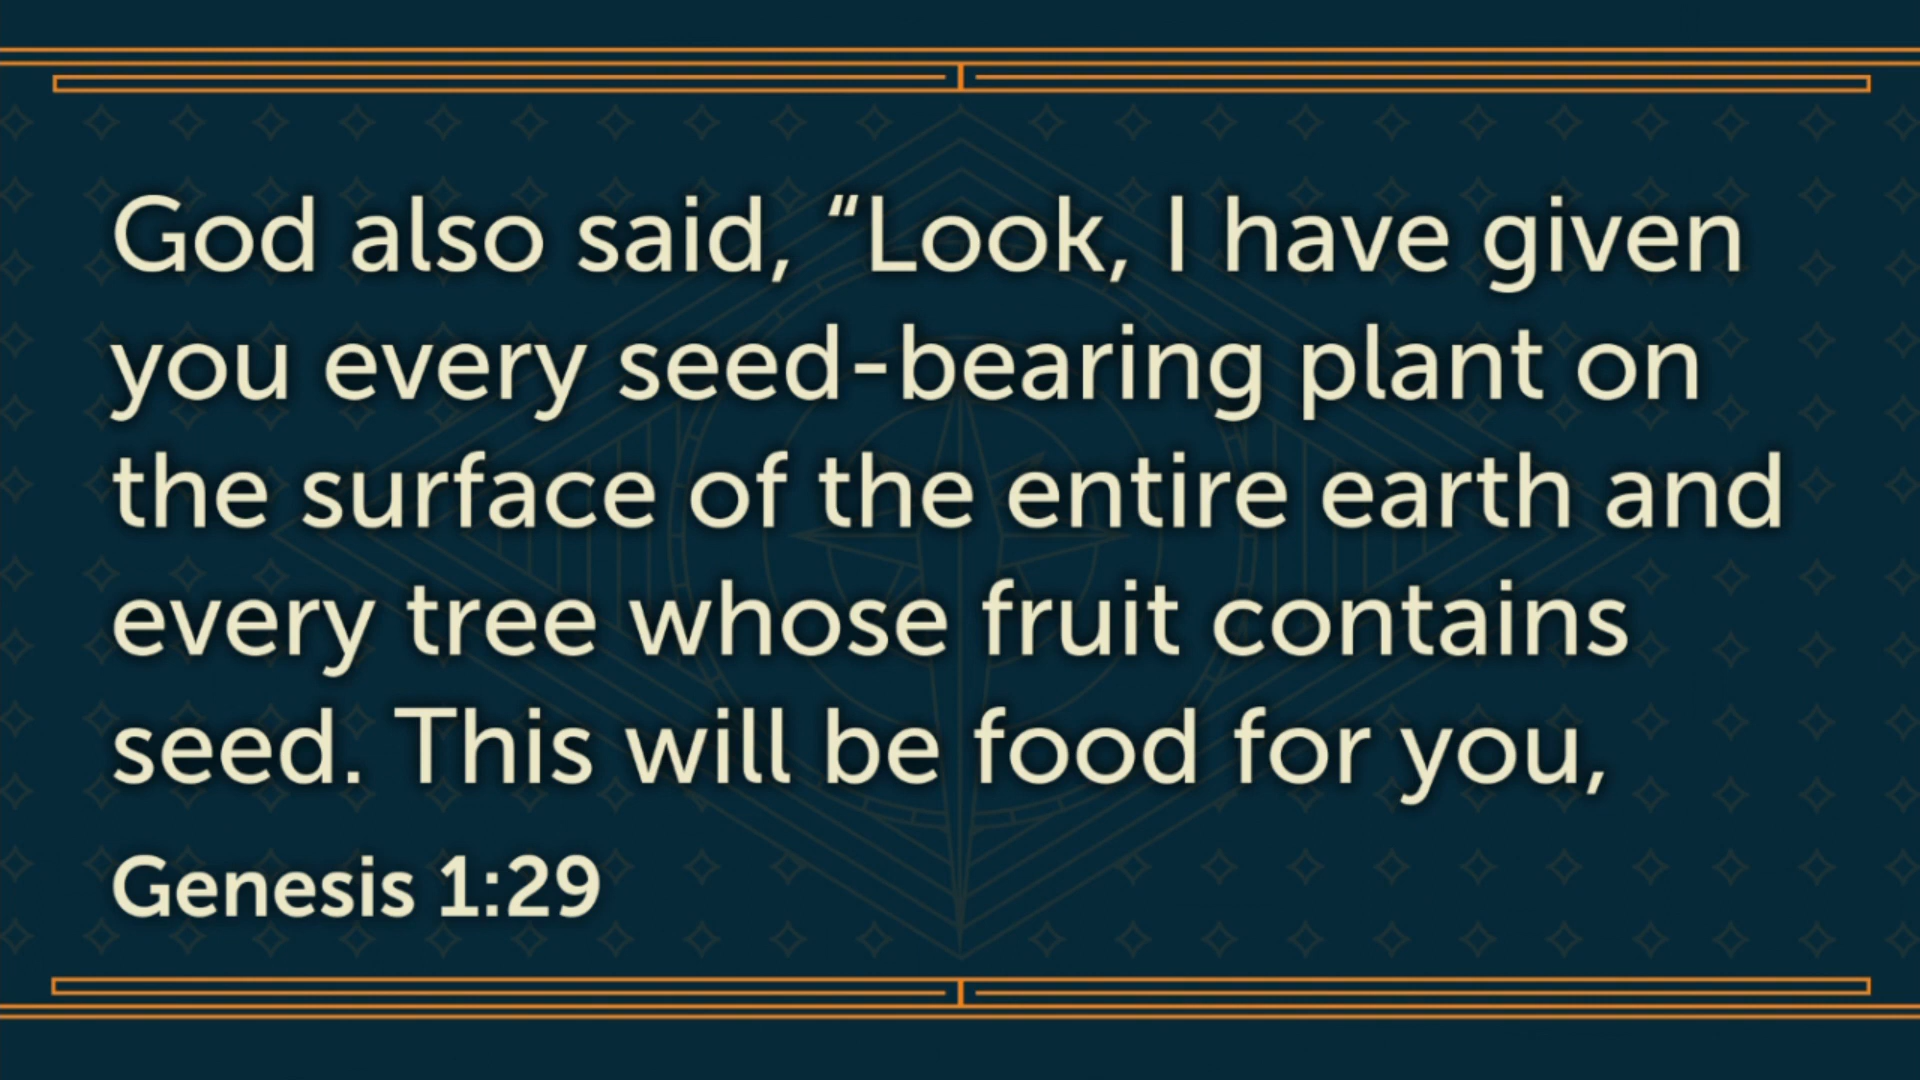 God also said, “Look, I have given
you every seed-bearing plant on
the surface of the entire earth and
every tree whose fruit contains
seed. This will be food for you,
Genesis 1:29